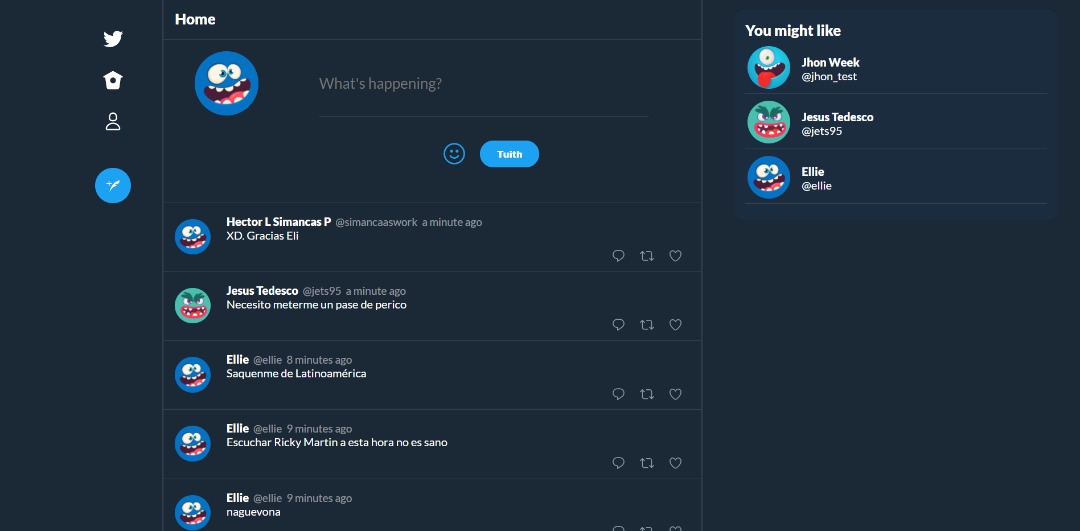 Home
What's happening?
Tuith
Hector L Simancas P @simancaaswork a minute ago
XD. Gracias Eli
Jesus Tedesco @jets95 a minute ago
Necesito meterme un pase de perico
Ellie @ellie 8 minutes ago
Saquenme de Latinoamérica
Ellie @ellie 9 minutes ago
Escuchar Ricky Martin a esta hora no es sano
Ellie @ellie 9 minutes ago
naguevona
You might like
Jhon Week
@jhon_test
Jesus Tedesco
@jets95
Ellie
@ellie